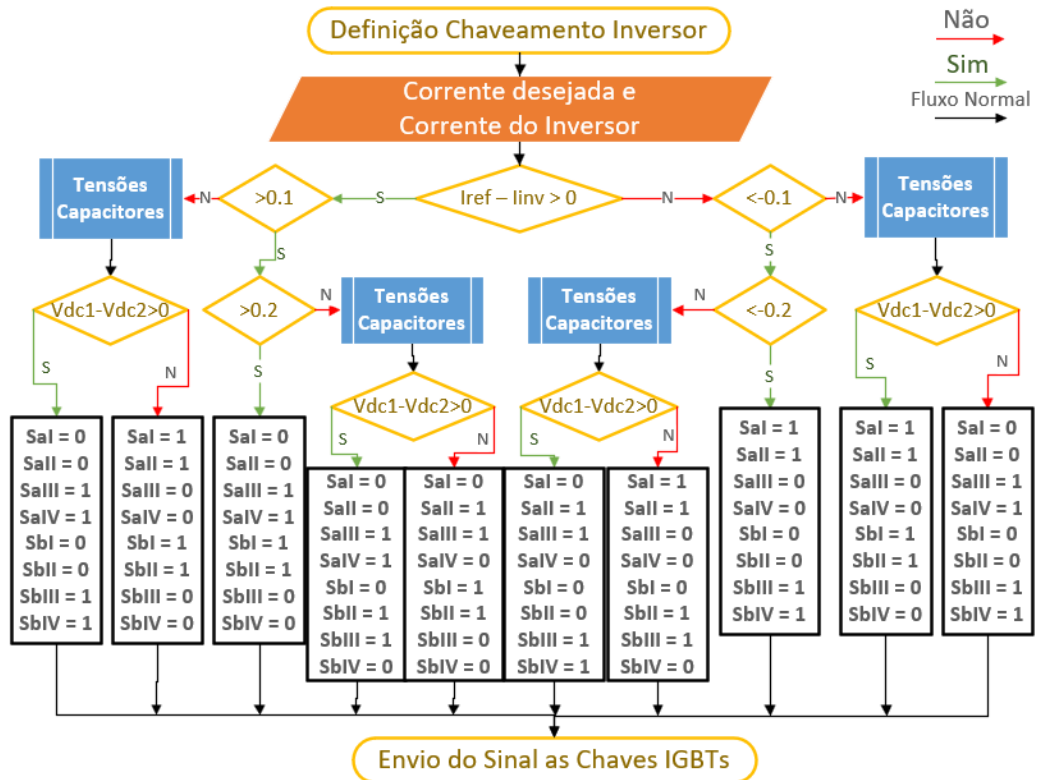 Definição Chaveamento Inversor
Não
Sim
Fluxo Normal
Corrente desejada e
Corrente do Inversor
Tensões
Capacitores
N
>0.1
S
Iref – Iinv > 0
N
<-0.1
N
Tensões
Capacitores
S
S
Vdc1-Vdc2>0
>0.2
N
Tensões
Capacitores
Tensões
Capacitores
N
<-0.2
Vdc1-Vdc2>0
S
N
S
Vdc1-Vdc2>0
S
N
Vdc1-Vdc2>0
S
N
S
S
N
SaI = 0
SaII = 0
SaIII = 1
SaIV = 1
SbI = 0
SbII = 0
SbIII = 1
SbIV = 1
SaI = 1
SaII = 1
SaIII = 0
SaIV = 0
SbI = 1
SbII = 1
SbIII = 0
SbIV = 0
SaI = 0
SaII = 0
SaIII = 1
SaIV = 1
SbI = 1
SbII = 1
SbIII = 0
SbIV = 0
SaI = 0
SaII = 0
SaIII = 1
SaIV = 1
SbI = 0
SbII = 1
SbIII = 1
SbIV = 0
SaI = 0
SaII = 1
SaIII = 1
SaIV = 0
SbI = 1
SbII = 1
SbIII = 0
SbIV = 0
SaI = 0
SaII = 1
SaIII = 1
SaIV = 0
SbI = 0
SbII = 0
SbIII = 1
SbIV = 1
SaI = 1
SaII = 1
SaIII = 0
SaIV = 0
SbI = 0
SbII = 1
SbIII = 1
SbIV = 0
SaI = 1
SaII = 1
SaIII = 0
SaIV = 0
SbI = 0
SbII = 0
SbIII = 1
SbIV = 1
SaI = 1
SaII = 1
SaIII = 0
SaIV = 0
SbI = 1
SbII = 1
SbIII = 0
SbIV = 0
SaI = 0
SaII = 0
SaIII = 1
SaIV = 1
SbI = 0
SbII = 0
SbIII = 1
SbIV = 1
Envio do Sinal as Chaves IGBTs